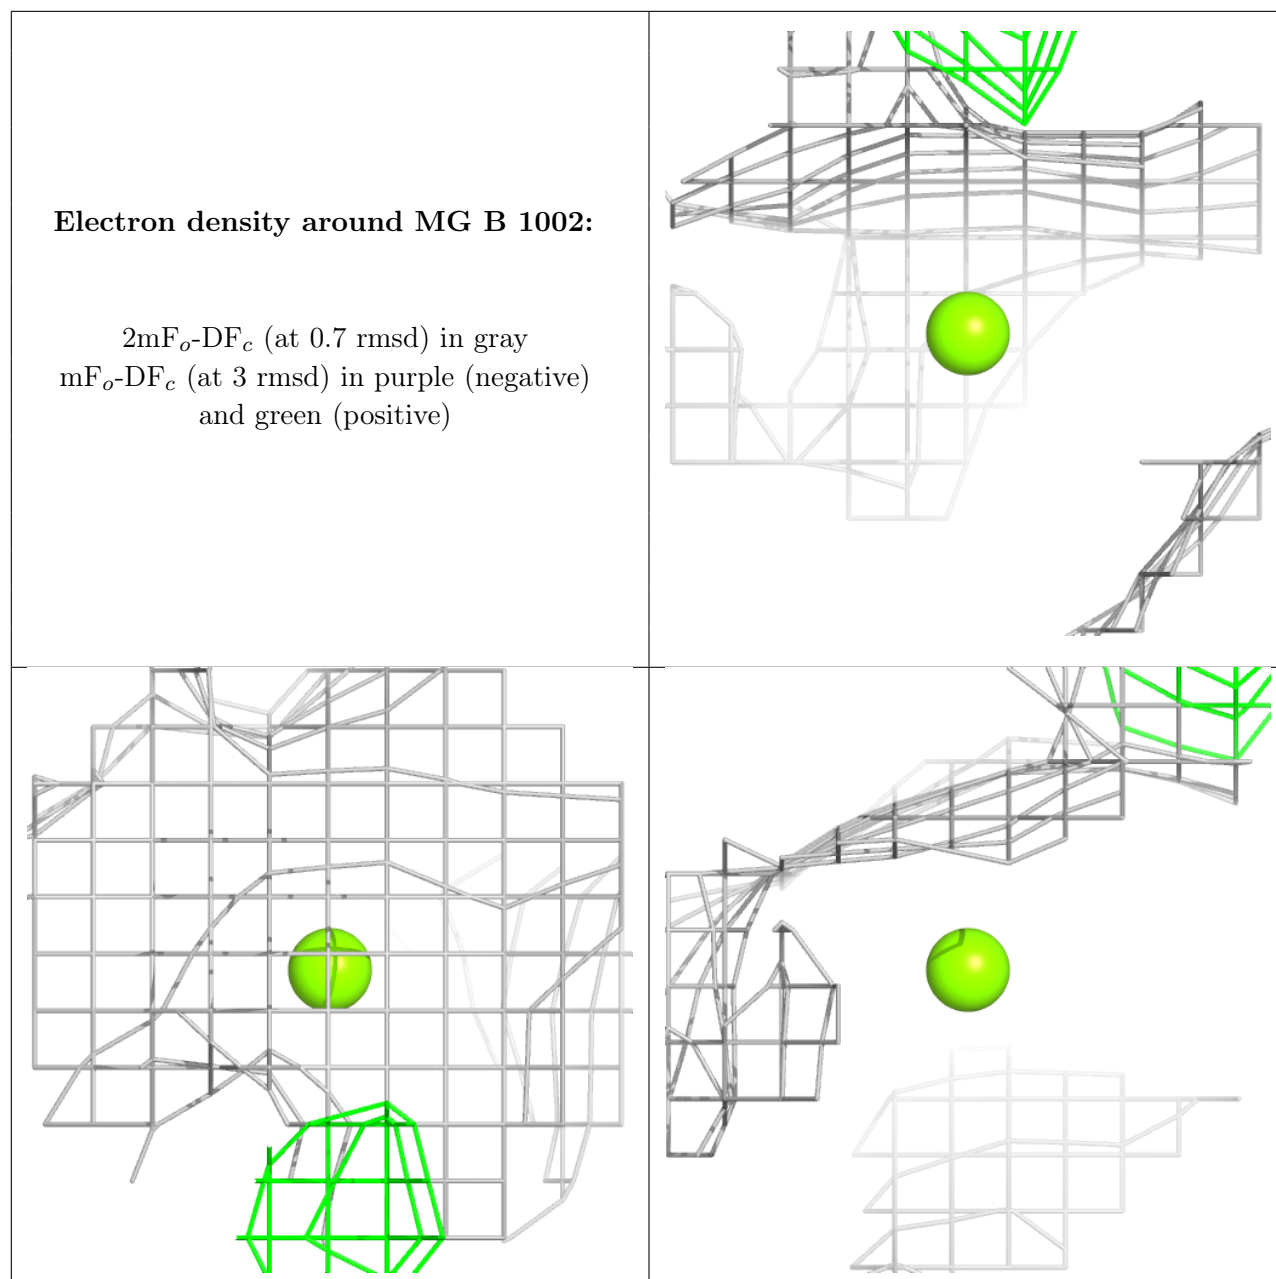 Electron density around MG B 1002:
2mFo-DFc (at 0.7 rmsd) in gray
mFo-DFc (at 3 rmsd) in purple (negative)
and green (positive)